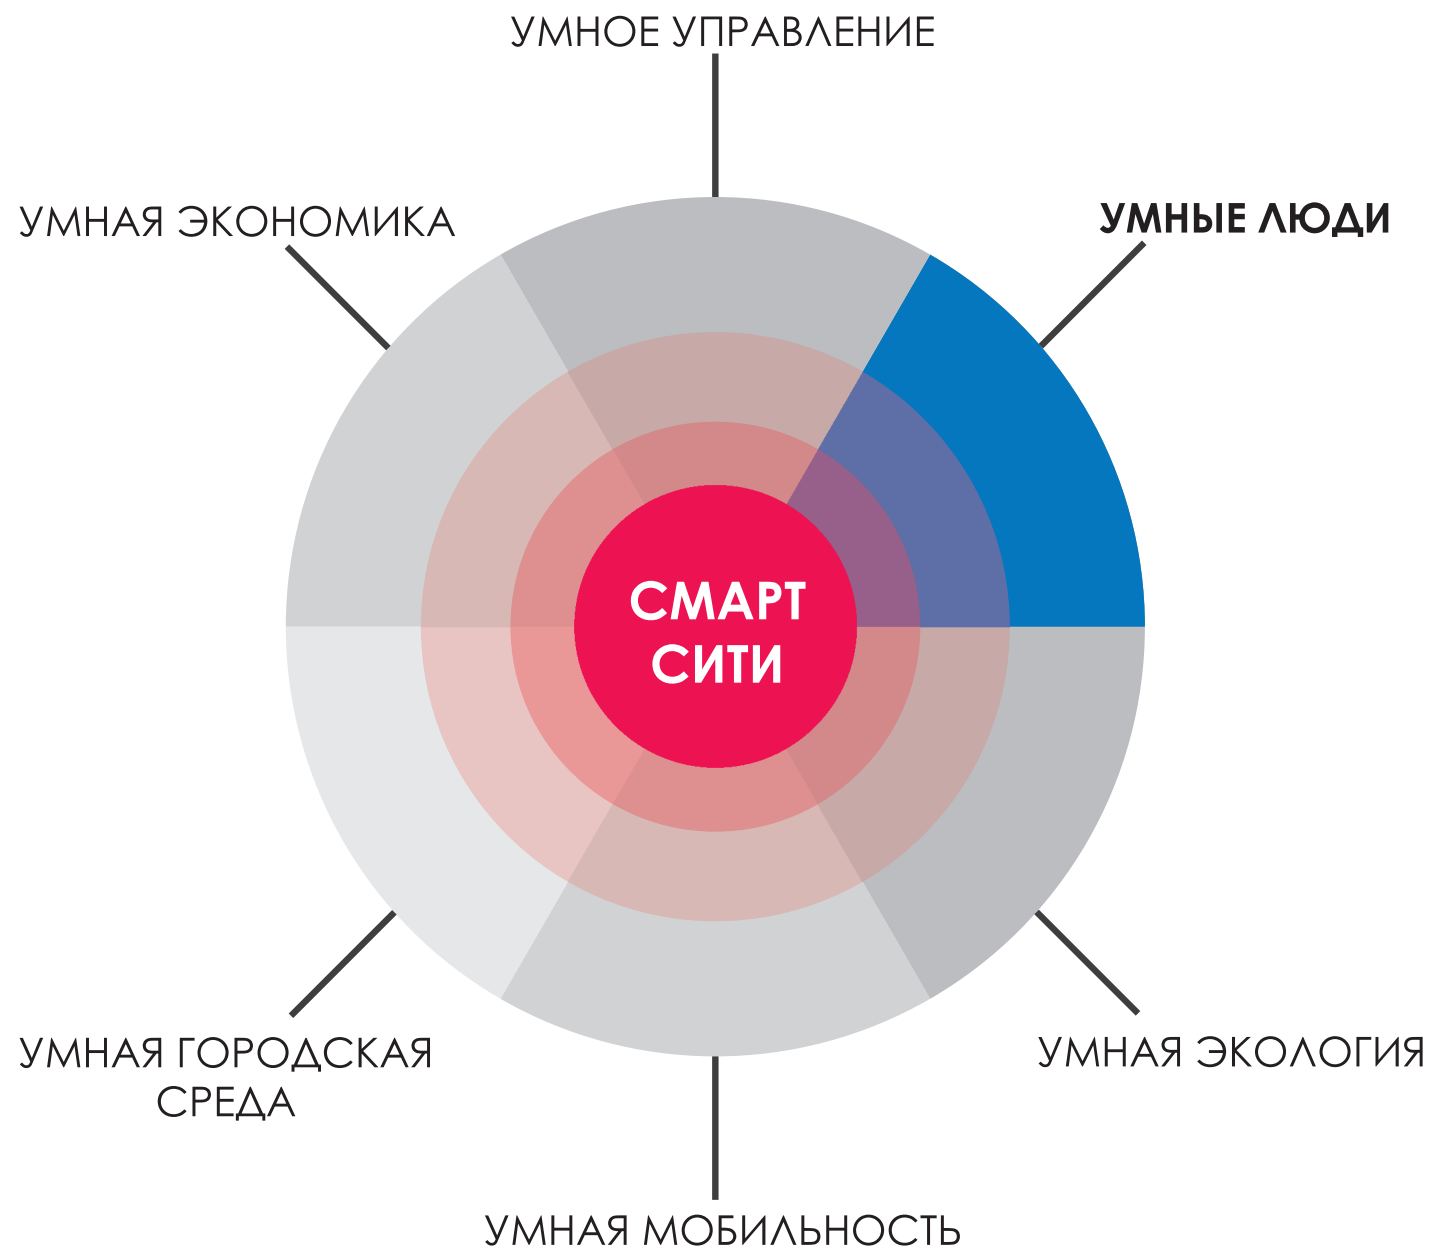 УМНОЕ УПРАВЛЕНИЕ
УМНАЯ ЭКОНОМИКА
УМНЫЕ ЛЮДИ
СМАРТ
СИТИ
УМНАЯ ГОРОДСКАЯ
СРЕДА
УМНАЯ ЭКОЛОГИЯ
УМНАЯ МОБИЛЬНОСТЬ